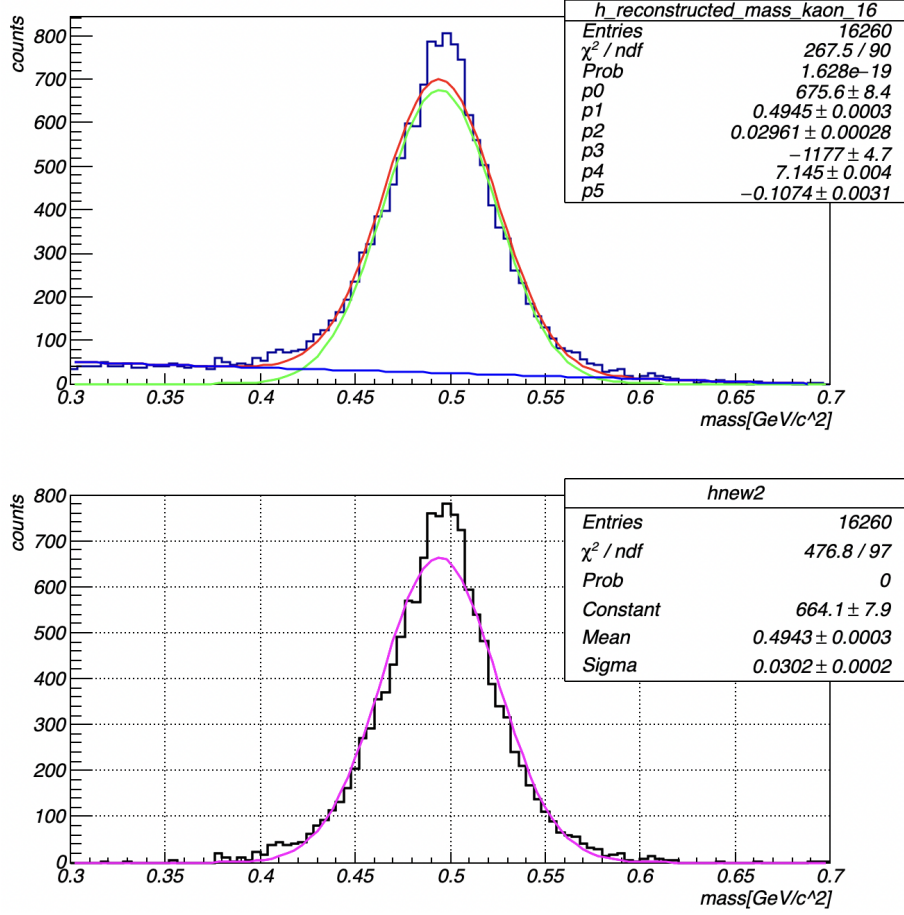 h_reconstructed_mass_kaon_16
Entries 16260
χ² / ndf 267.5 / 90
Prob 1.628e−19
p0 675.6 ± 8.4
p1 0.4945 ± 0.0003
p2 0.02961 ± 0.00028
p3 −1177 ± 4.7
p4 7.145 ± 0.004
p5 −0.1074 ± 0.0031
counts
800
700
600
500
400
300
200
100
0
0.3 0.35 0.4 0.45 0.5 0.55 0.6 0.65 0.7
mass[GeV/c^2]
hnew2
Entries 16260
χ² / ndf 476.8 / 97
Prob 0
Constant 664.1 ± 7.9
Mean 0.4943 ± 0.0003
Sigma 0.0302 ± 0.0002
counts
800
700
600
500
400
300
200
100
0
0.3 0.35 0.4 0.45 0.5 0.55 0.6 0.65 0.7
mass[GeV/c^2]